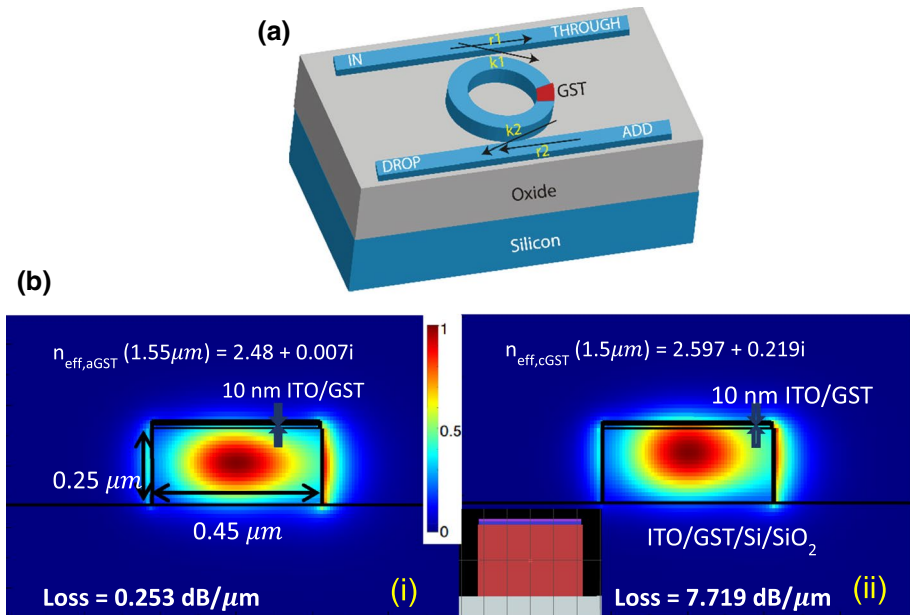 (a)
IN
r1
THROUGH
k1
GST
k2
ADD
DROP
r2
Oxide
Silicon
(b)
n_eff,aGST (1.55μm) = 2.48 + 0.007i
10 nm ITO/GST
0.25 μm
0.45 μm
Loss = 0.253 dB/μm
(i)
1
0.5
0
n_eff,cGST (1.5μm) = 2.597 + 0.219i
10 nm ITO/GST
ITO/GST/Si/SiO₂
Loss = 7.719 dB/μm
(ii)